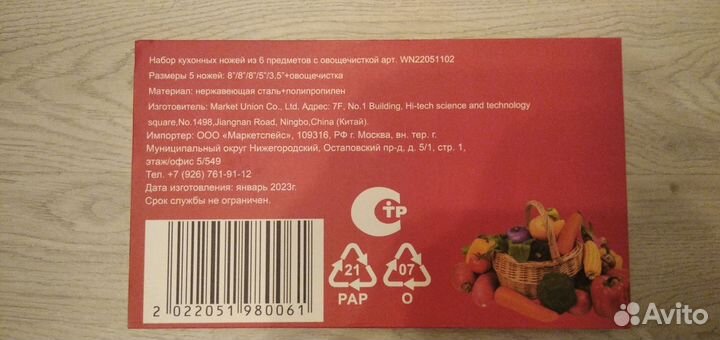 Набор кухонных ножей из 6 предметов с овощечисткой арт. WN22051102
Размеры 5 ножей: 8"/8"/8"/5"/3.5"+овощечистка
Материал: нержавеющая сталь+полипропилен
Изготовитель: Market Union Co., Ltd. Адрес: 7F, No.1 Building, Hi-tech science and technology
square,No.1498,Jiangnan Road, Ningbo,China (Китай).
Импортер: ООО «Маркетспейс», 109316, РФ г. Москва, вн. тер. г.
Муниципальный округ Нижегородский, Остаповский пр-д, д. 5/1, стр. 1,
этаж/офис 5/549
Тел. +7 (926) 761-91-12
Дата изготовления: январь 2023г.
Срок службы не ограничен.
СТР
21
PAP
07
O
2 022051 980061
Avito